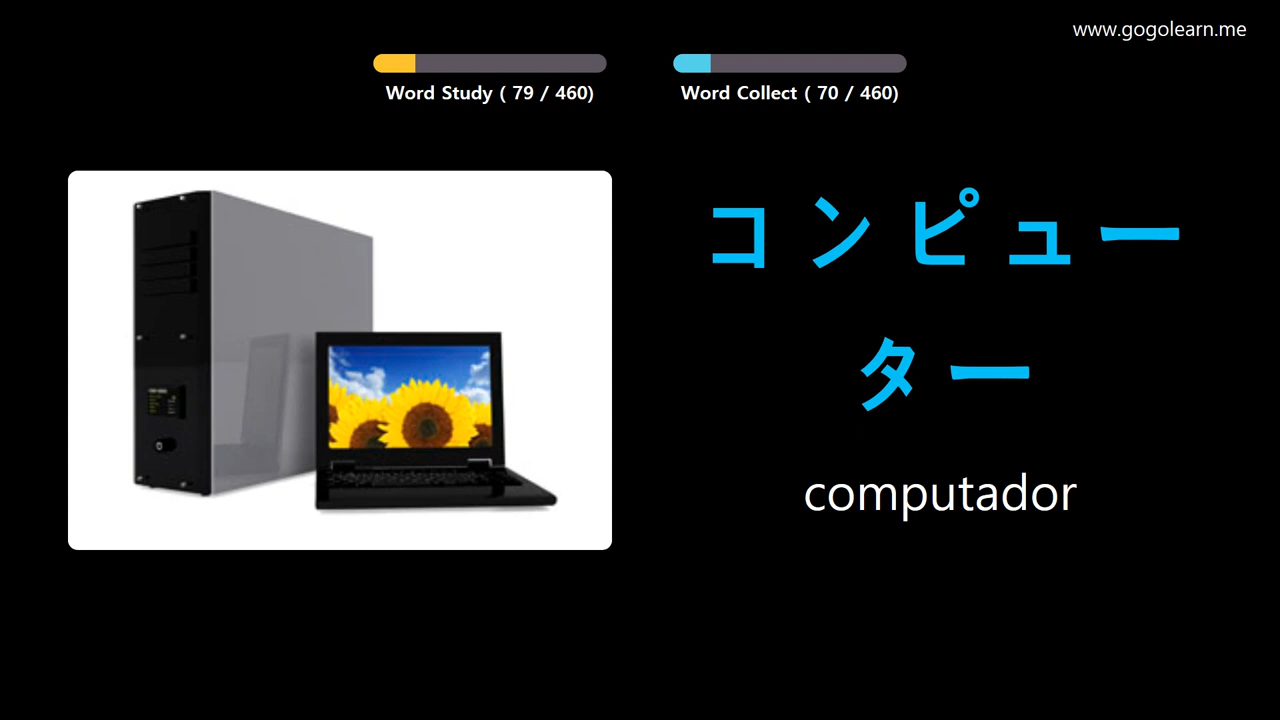 www.gogolearn.me
Word Study ( 79 / 460)
Word Collect ( 70 / 460)
コンピュー
ター
computador